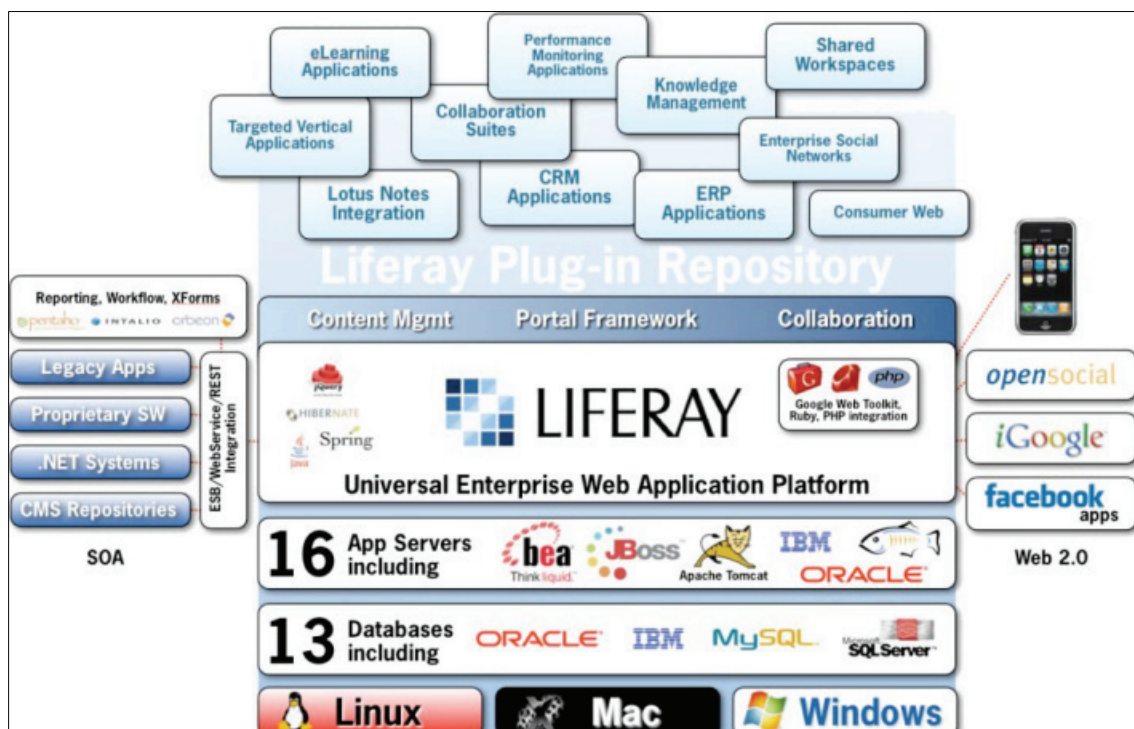 eLearning
Applications
Performance
Monitoring
Applications
Shared
Workspaces
Knowledge
Management
Targeted Vertical
Applications
Collaboration
Suites
Enterprise Social
Networks
Lotus Notes
Integration
CRM
Applications
ERP
Applications
Consumer Web
Liferay Plug-in Repository
Reporting, Workflow, XForms
pentaho INTALIO orbeon
Legacy Apps
Proprietary SW
.NET Systems
CMS Repositories
SOA
ESB/WebService/REST
Integration
Content Mgmt Portal Framework Collaboration
jQuery
HIBERNATE
Spring
Java
LIFERAY
G php
Google Web Toolkit,
Ruby, PHP integration
Universal Enterprise Web Application Platform
opensocial
iGoogle
facebook
apps
Web 2.0
16 App Servers
including
bea
Think liquid.™
JBoss™
Apache Tomcat
IBM
ORACLE®
13 Databases
including
ORACLE® IBM MySQL™ Microsoft
SQL Server™
Linux Mac Windows